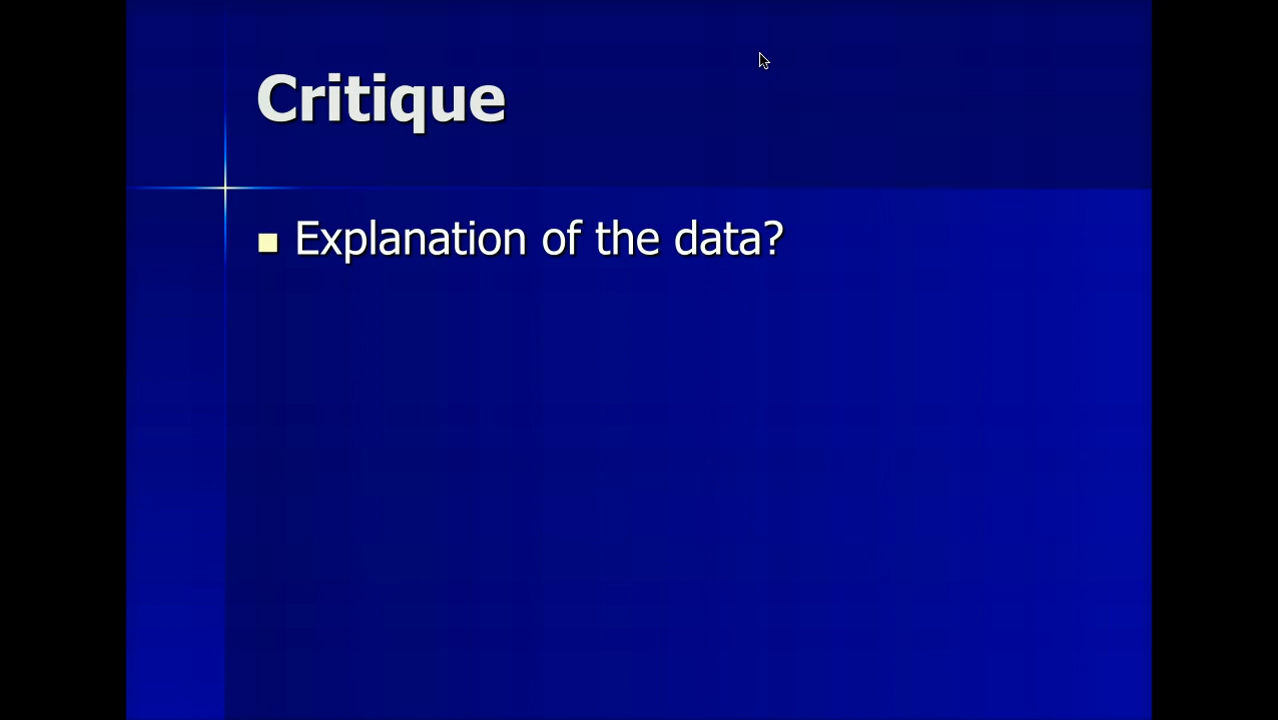 Critique
Explanation of the data?